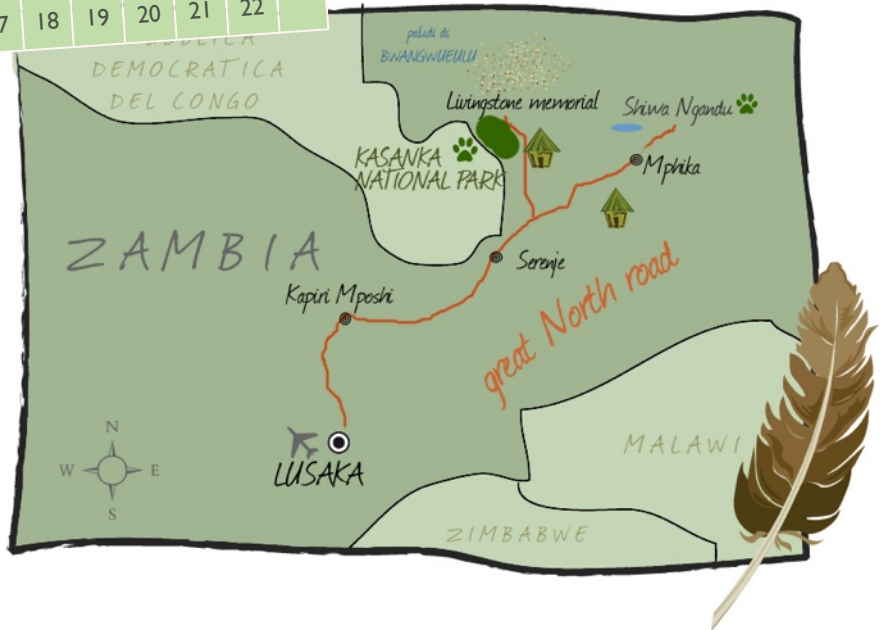 7 18 19 20 21 22
REPUBBLICA
DEMOCRATICA
DEL CONGO
paludi di
BWANGWUEULU
Livingstone memorial
Shiwa Ngandu
KASANKA
NATIONAL PARK
Mphika
ZAMBIA
Serenje
Kapiri Mposhi
great North road
N
W E
S
LUSAKA
MALAWI
ZIMBABWE